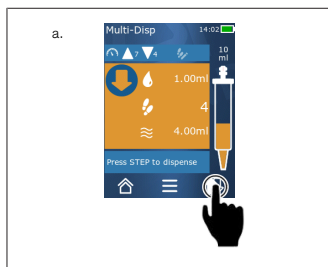 a.
Multi-Disp 14:02
7 4 10 ml
1.00ml
4
4.00ml
Press STEP to dispense